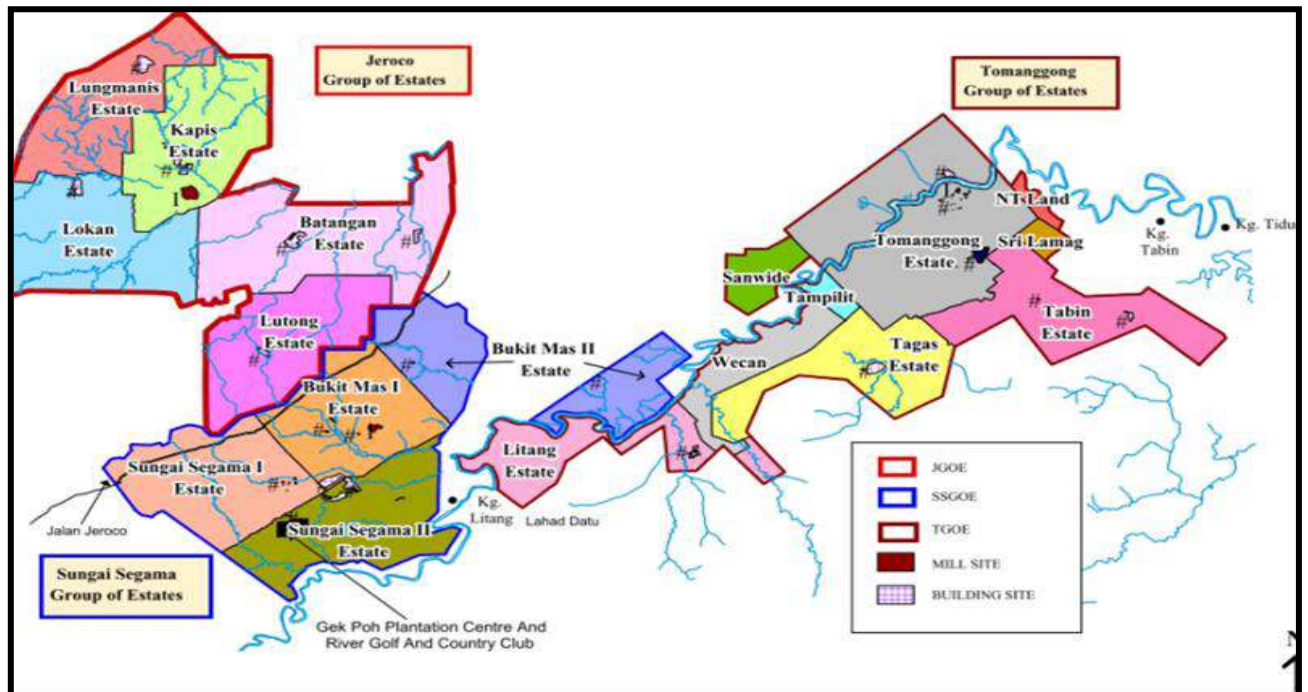 Jeroco
Group of Estates
Tomanggong
Group of Estates
Lungmanis
Estate
Kapis
Estate
Lokan
Estate
Batangan
Estate
Lutong
Estate
Bukit Mas II
Estate
Bukit Mas I
Estate
Sungai Segama I
Estate
Sungai Segama II
Estate
Jalan Jeroco
Sungai Segama
Group of Estates
Gek Poh Plantation Centre And
River Golf And Country Club
Kg.
Litang
Lahad Datu
Litang
Estate
Wecan
Sanwide
Tampilit
Tomanggong
Estate.
NTsLand
Sri Lamag
Kg.
Tabin
Kg. Tidu
Tabin
Estate
Tagas
Estate
JGOE
SSGOE
TGOE
MILL SITE
BUILDING SITE